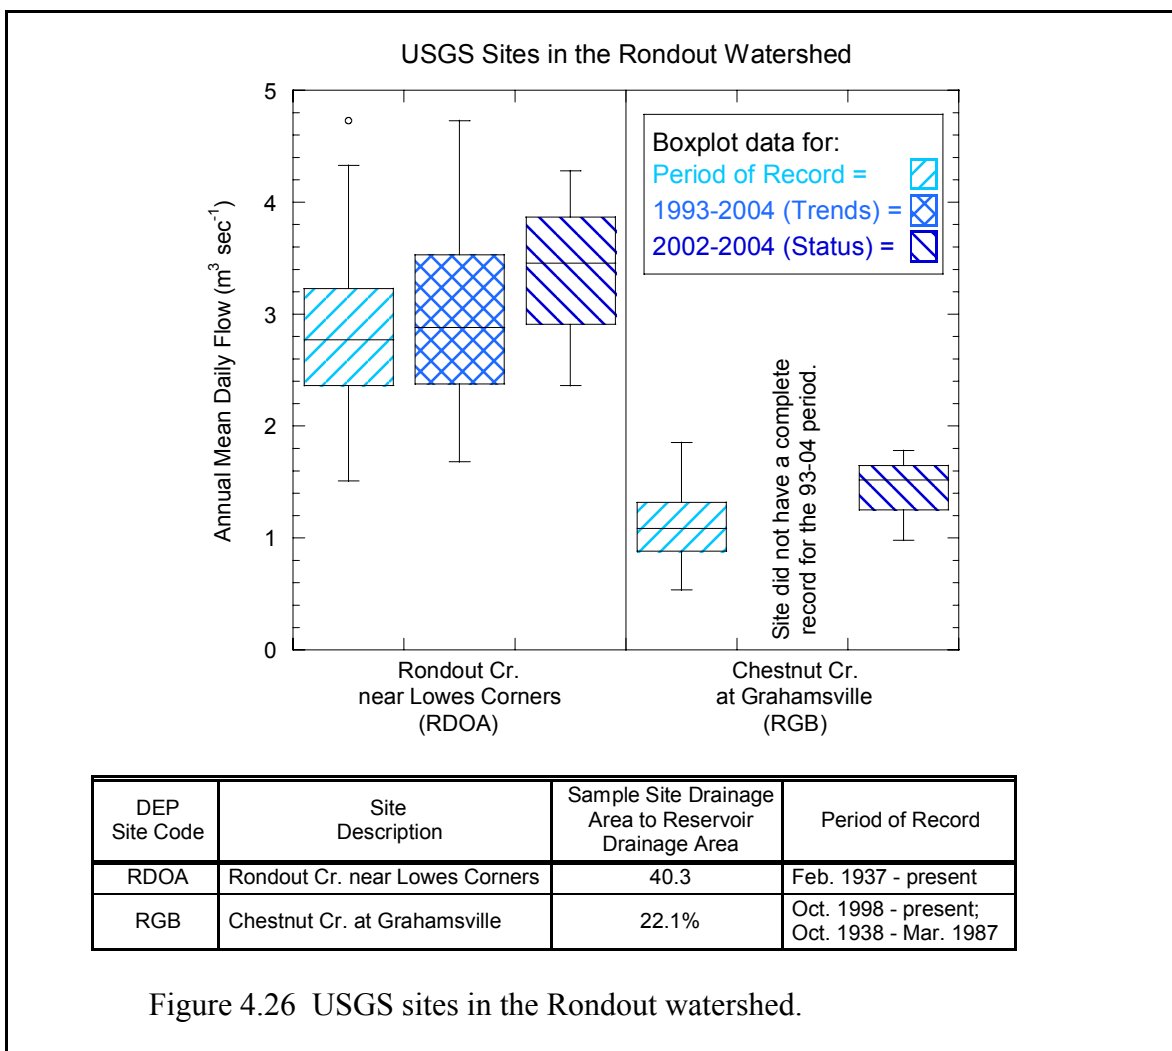 USGS Sites in the Rondout Watershed
Annual Mean Daily Flow (m³ sec⁻¹)
5
4
3
2
1
0
Boxplot data for:
Period of Record =
1993-2004 (Trends) =
2002-2004 (Status) =
Site did not have a complete
record for the 93-04 period.
Rondout Cr.
near Lowes Corners
(RDOA)
Chestnut Cr.
at Grahamsville
(RGB)
DEP
Site Code
Site
Description
Sample Site Drainage
Area to Reservoir
Drainage Area
Period of Record
RDOA
Rondout Cr. near Lowes Corners
40.3
Feb. 1937 - present
RGB
Chestnut Cr. at Grahamsville
22.1%
Oct. 1998 - present;
Oct. 1938 - Mar. 1987
Figure 4.26 USGS sites in the Rondout watershed.